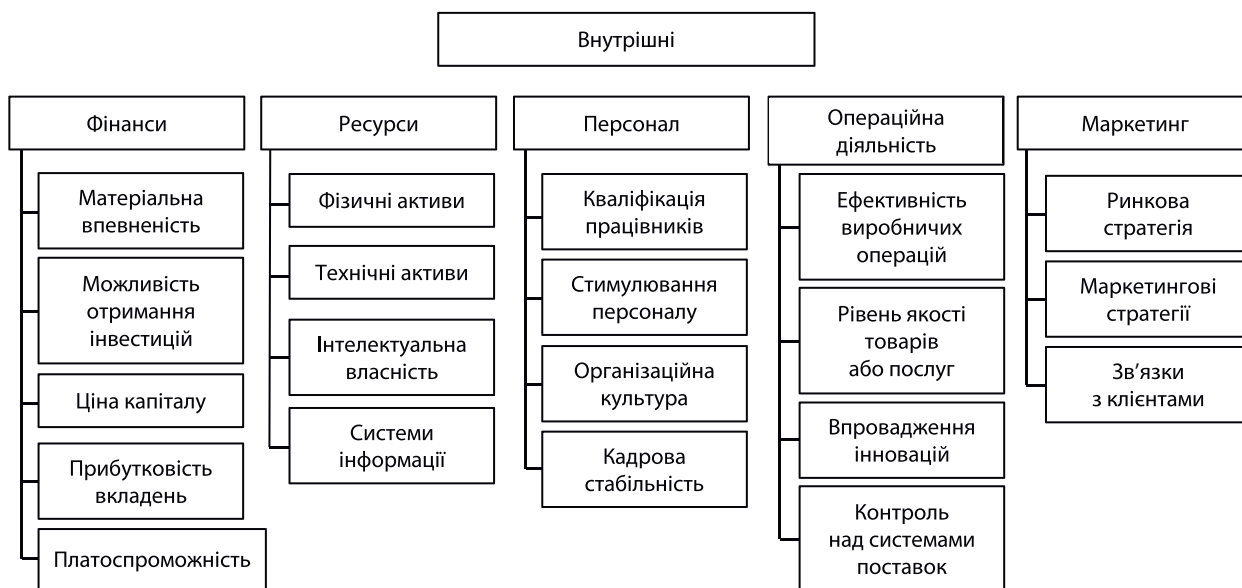 Внутрішні
Фінанси
Матеріальна
впевненість
Можливість
отримання
інвестицій
Ціна капіталу
Прибутковість
вкладень
Платоспроможність
Ресурси
Фізичні активи
Технічні активи
Інтелектуальна
власність
Системи
інформації
Персонал
Кваліфікація
працівників
Стимулювання
персоналу
Організаційна
культура
Кадрова
стабільність
Операційна
діяльність
Ефективність
виробничих
операцій
Рівень якості
товарів
або послуг
Впровадження
інновацій
Контроль
над системами
поставок
Маркетинг
Ринкова
стратегія
Маркетингові
стратегії
Зв’язки
з клієнтами